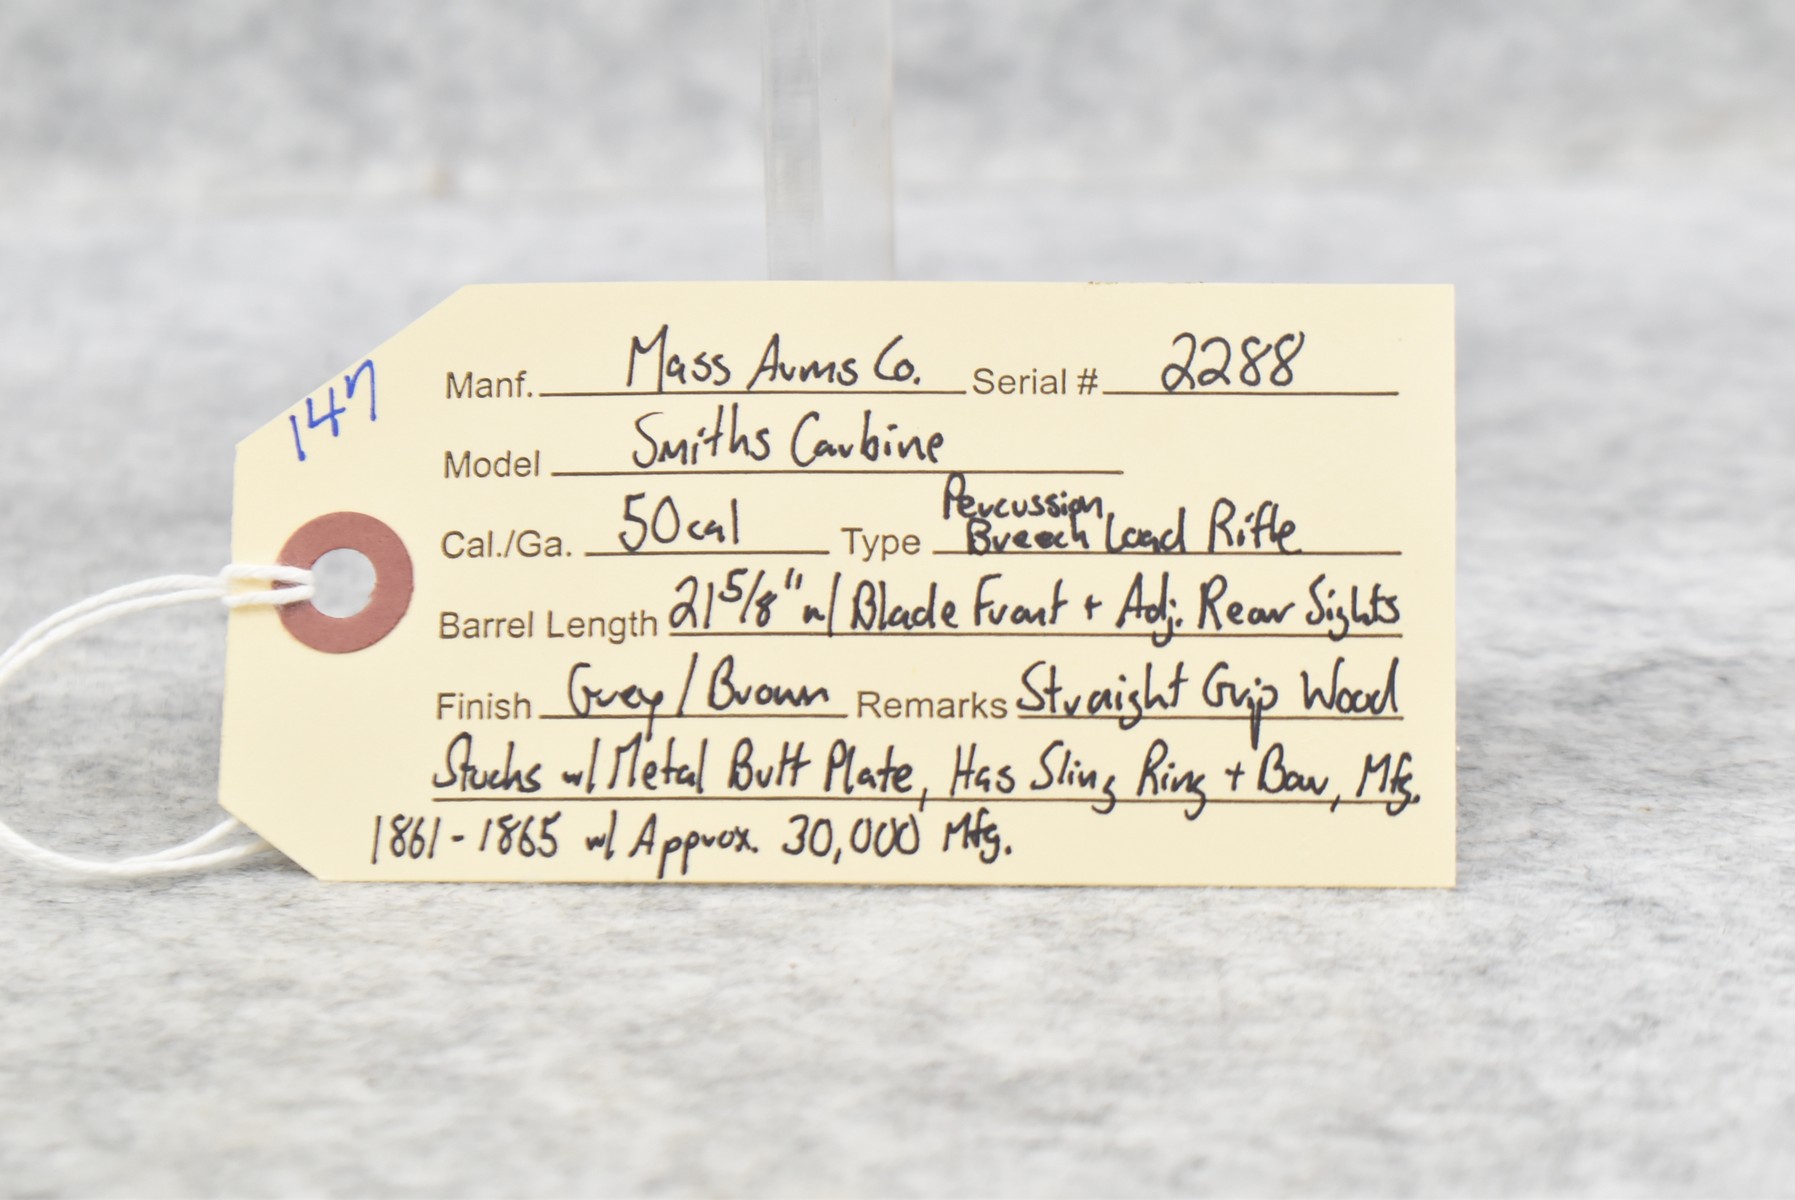 147
Manf. Mass Arms Co. Serial # 2288
Model Smiths Carbine
Cal./Ga. 50cal Type Percussion Breech Load Rifle
Barrel Length 21 5/8" w/ Blade Front + Adj. Rear Sights
Finish Grey/Brown Remarks Straight Grip Wood
Stocks w/ Metal Butt Plate, Has Sling Ring + Bar, Mfg.
1861-1865 w/ Approx. 30,000 Mfg.